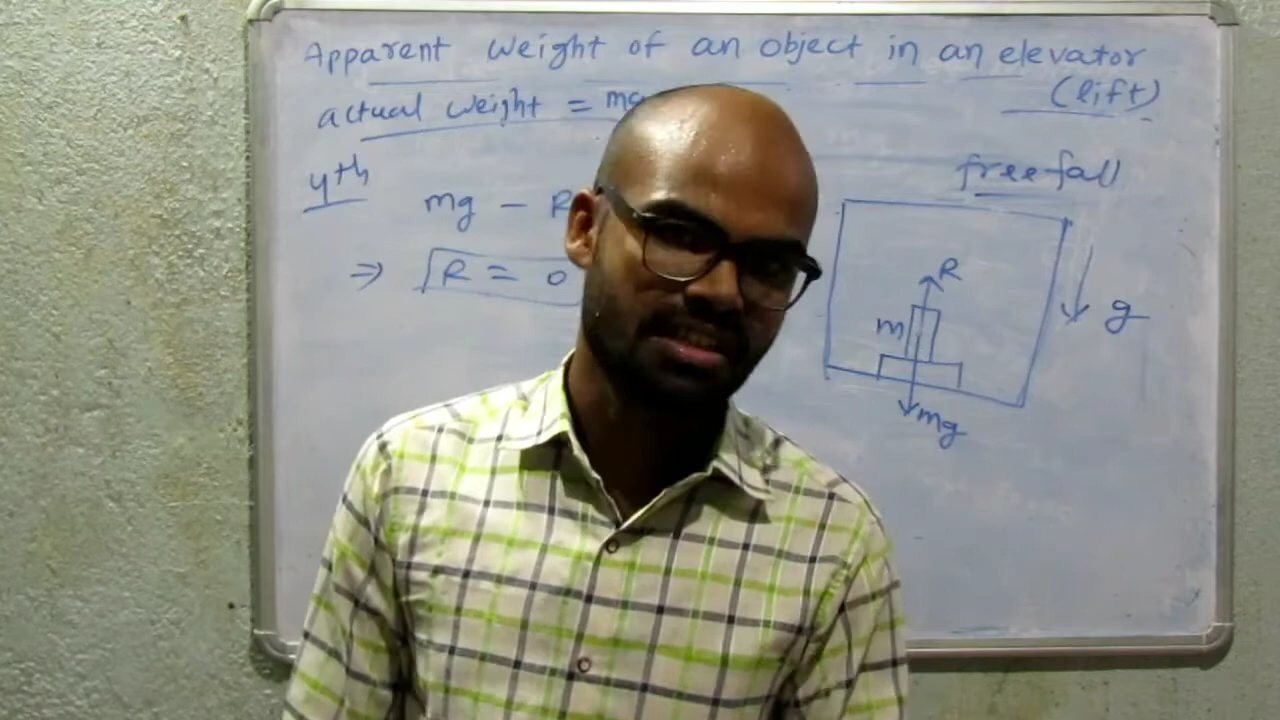 Apparent weight of an object in an elevator
(lift)
actual weight = mg
4th
mg - R
⇒ R = 0
free fall
R
m
g
mg